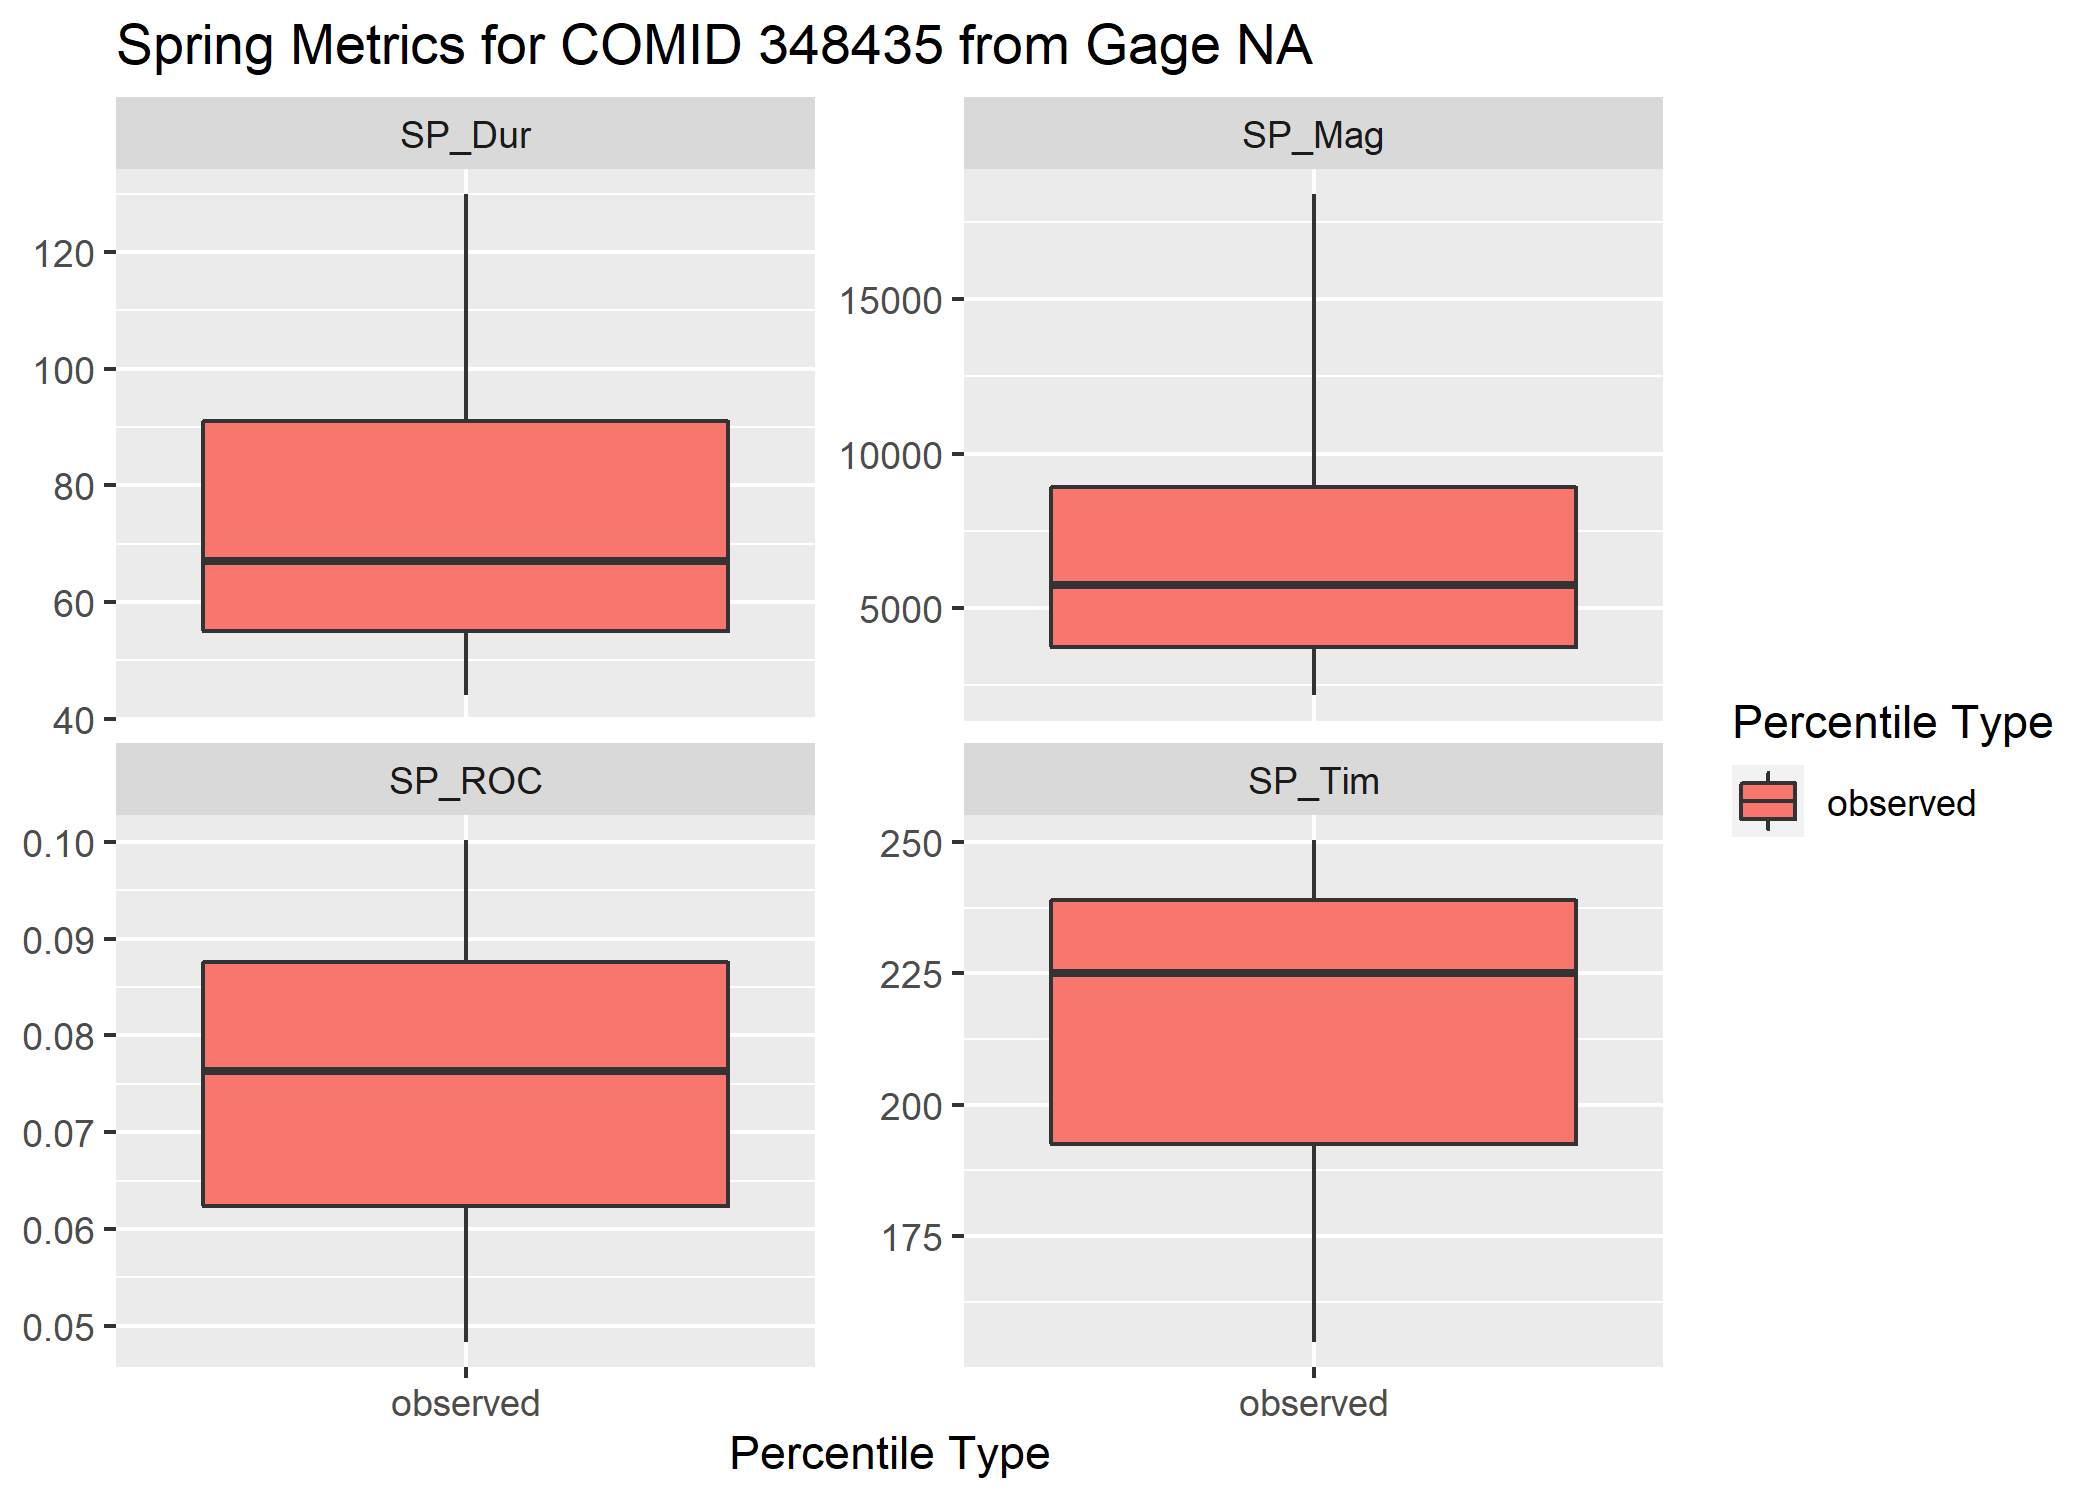 Spring Metrics for COMID 348435 from Gage NA
SP_Dur
120
100
80
60
40
SP_Mag
15000
10000
5000
SP_ROC
0.10
0.09
0.08
0.07
0.06
0.05
observed
SP_Tim
250
225
200
175
observed
Percentile Type
Percentile Type
observed